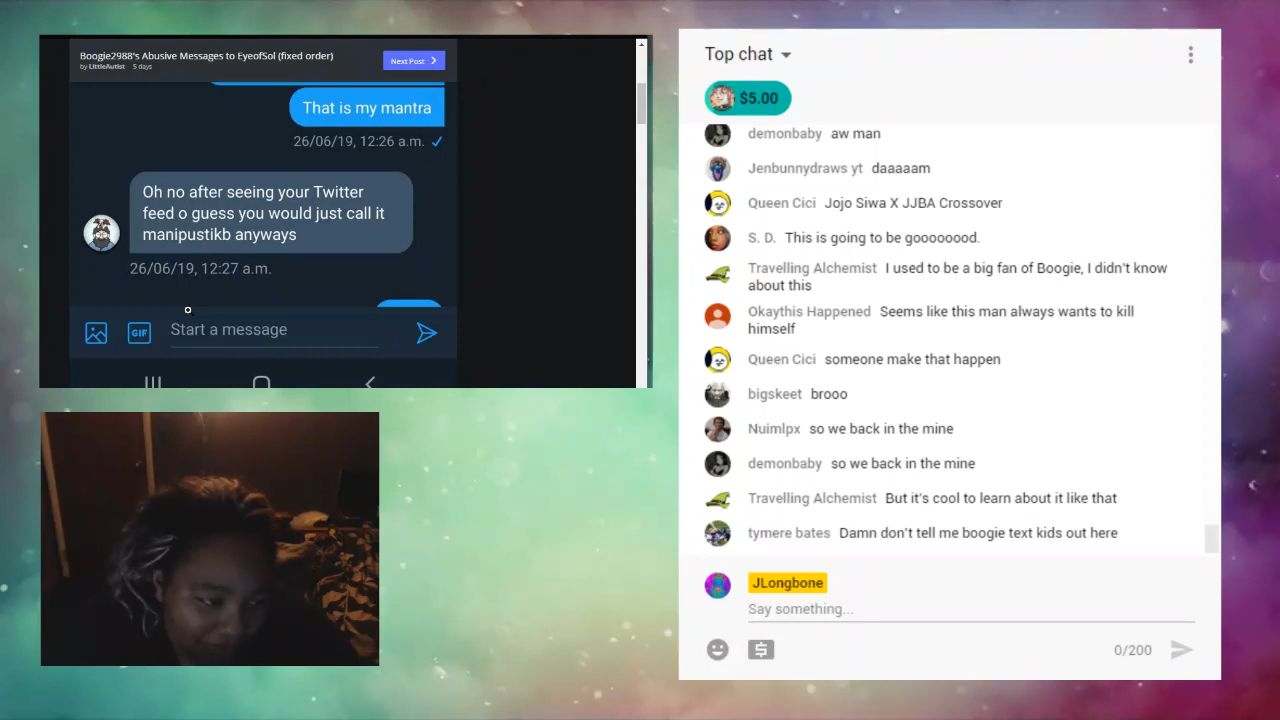 Boogie2988's Abusive Messages to EyeofSol (fixed order)
by LittleAutist 5 days
Next Post
That is my mantra
26/06/19, 12:26 a.m.
Oh no after seeing your Twitter
feed o guess you would just call it
manipustikb anyways
26/06/19, 12:27 a.m.
GIF
Start a message
Top chat
$5.00
demonbaby aw man
Jenbunnydraws yt daaaaam
Queen Cici Jojo Siwa X JJBA Crossover
S. D. This is going to be goooooood.
Travelling Alchemist I used to be a big fan of Boogie, I didn't know
about this
Okaythis Happened Seems like this man always wants to kill
himself
Queen Cici someone make that happen
bigskeet brooo
Nuimlpx so we back in the mine
demonbaby so we back in the mine
Travelling Alchemist But it's cool to learn about it like that
tymere bates Damn don't tell me boogie text kids out here
JLongbone
Say something...
0/200